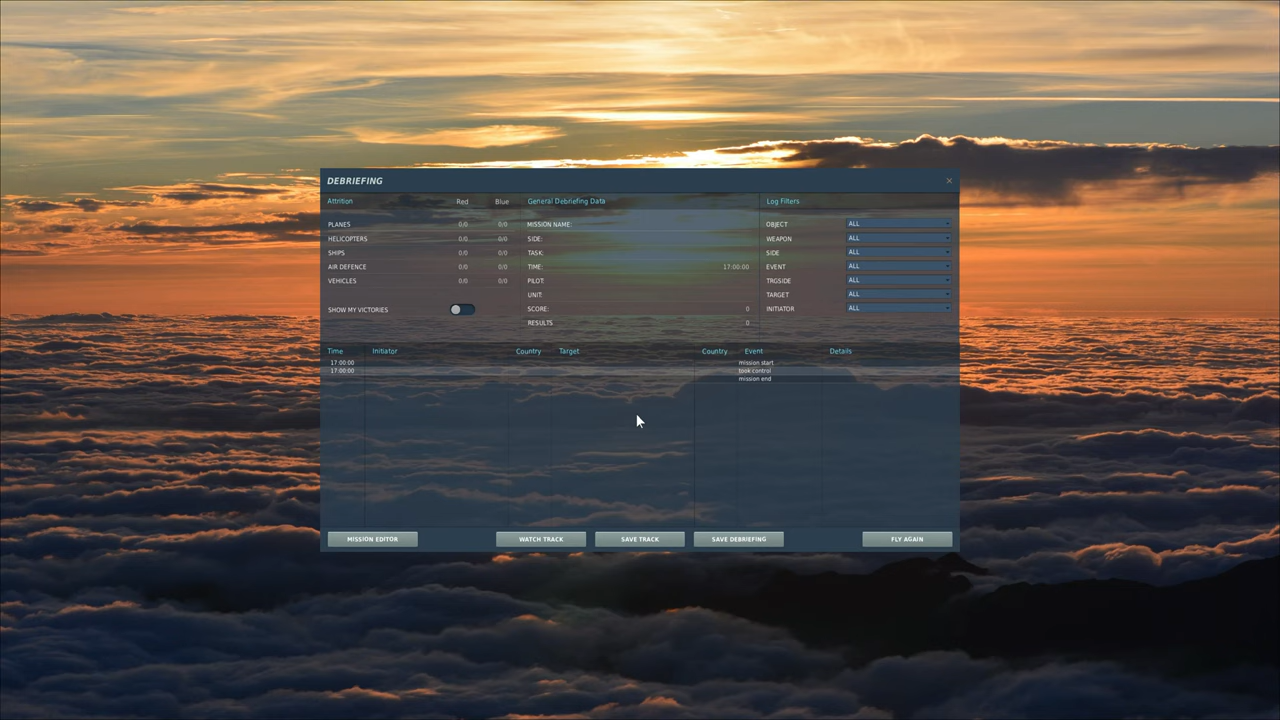 DEBRIEFING
Attrition Red Blue
PLANES 0/0 0/0
HELICOPTERS 0/0 0/0
SHIPS 0/0 0/0
AIR DEFENCE 0/0 0/0
VEHICLES 0/0 0/0
SHOW MY VICTORIES
General Debriefing Data
MISSION NAME:
SIDE:
TASK:
TIME: 17:00:00
PILOT:
UNIT:
SCORE: 0
RESULTS 0
Log Filters
OBJECT ALL
WEAPON ALL
SIDE ALL
EVENT ALL
TRGSIDE ALL
TARGET ALL
INITIATOR ALL
Time Initiator Country Target Country Event Details
17:00:00 mission start
17:00:00 took control
mission end
MISSION EDITOR WATCH TRACK SAVE TRACK SAVE DEBRIEFING FLY AGAIN